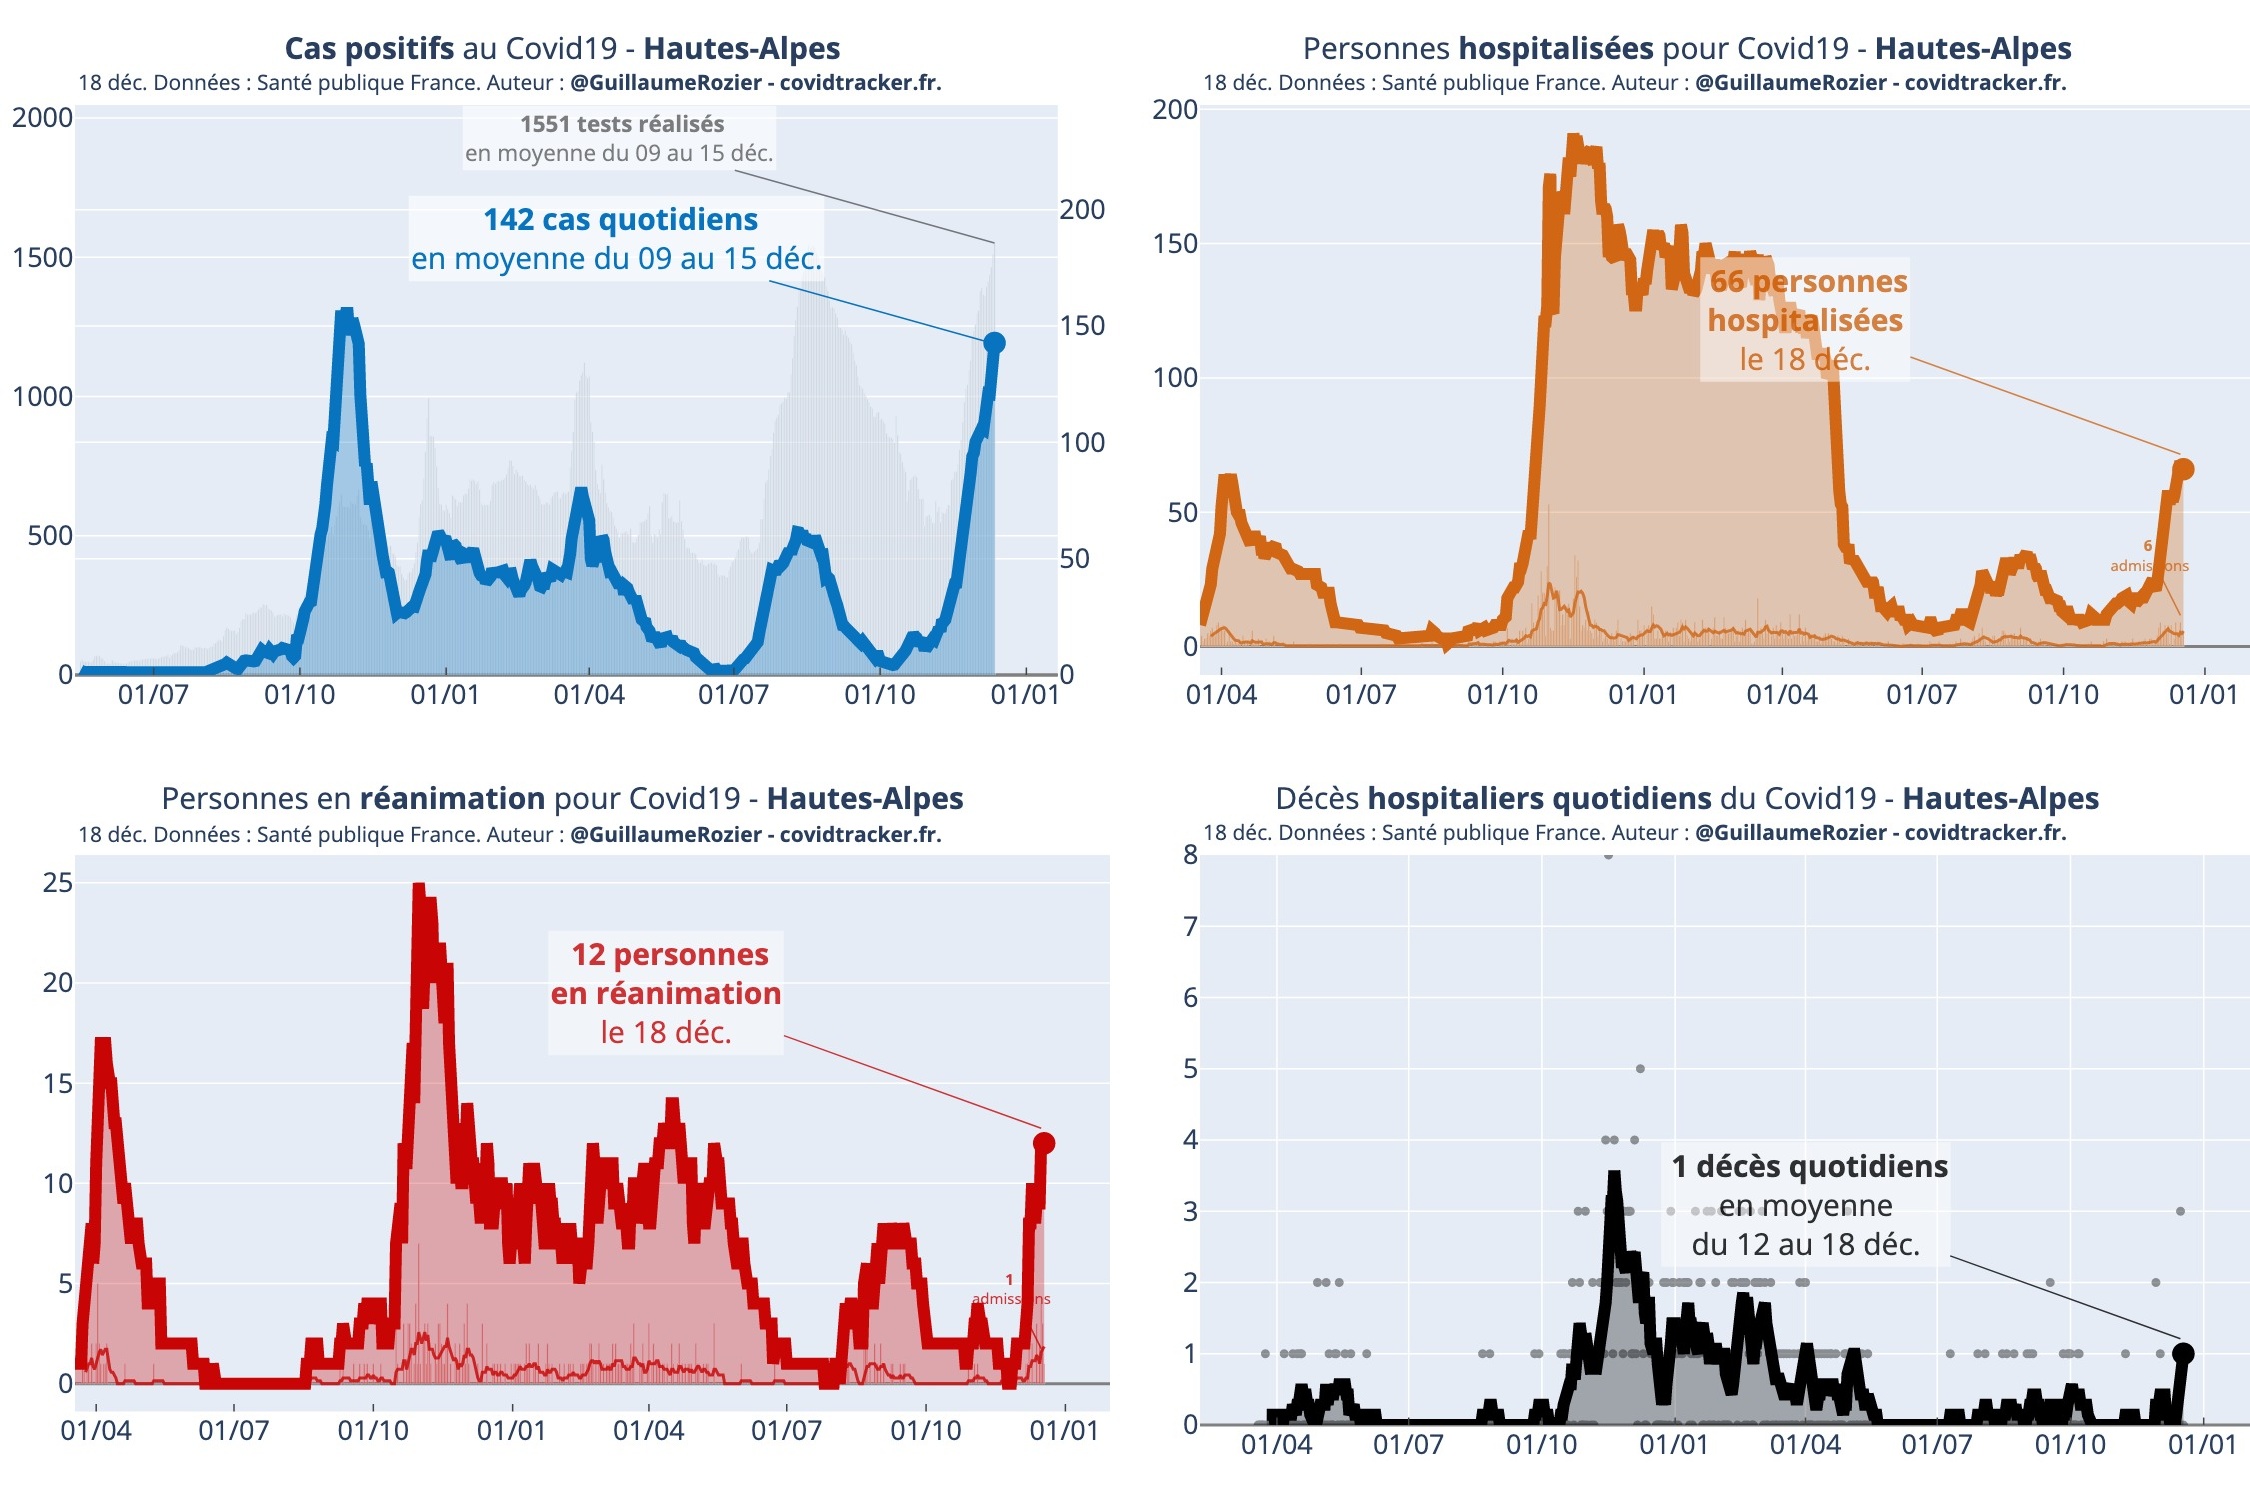 Cas positifs au Covid19 - Hautes-Alpes
18 déc. Données : Santé publique France. Auteur : @GuillaumeRozier - covidtracker.fr.
2000
1500
1000
500
0
200
150
100
50
0
1551 tests réalisés
en moyenne du 09 au 15 déc.
142 cas quotidiens
en moyenne du 09 au 15 déc.
01/07 01/10 01/01 01/04 01/07 01/10 01/01
Personnes hospitalisées pour Covid19 - Hautes-Alpes
18 déc. Données : Santé publique France. Auteur : @GuillaumeRozier - covidtracker.fr.
200
150
100
50
0
66 personnes
hospitalisées
le 18 déc.
6
admissions
01/04 01/07 01/10 01/01 01/04 01/07 01/10 01/01
Personnes en réanimation pour Covid19 - Hautes-Alpes
18 déc. Données : Santé publique France. Auteur : @GuillaumeRozier - covidtracker.fr.
25
20
15
10
5
0
12 personnes
en réanimation
le 18 déc.
1
admissions
01/04 01/07 01/10 01/01 01/04 01/07 01/10 01/01
Décès hospitaliers quotidiens du Covid19 - Hautes-Alpes
18 déc. Données : Santé publique France. Auteur : @GuillaumeRozier - covidtracker.fr.
8
7
6
5
4
3
2
1
0
1 décès quotidiens
en moyenne
du 12 au 18 déc.
01/04 01/07 01/10 01/01 01/04 01/07 01/10 01/01